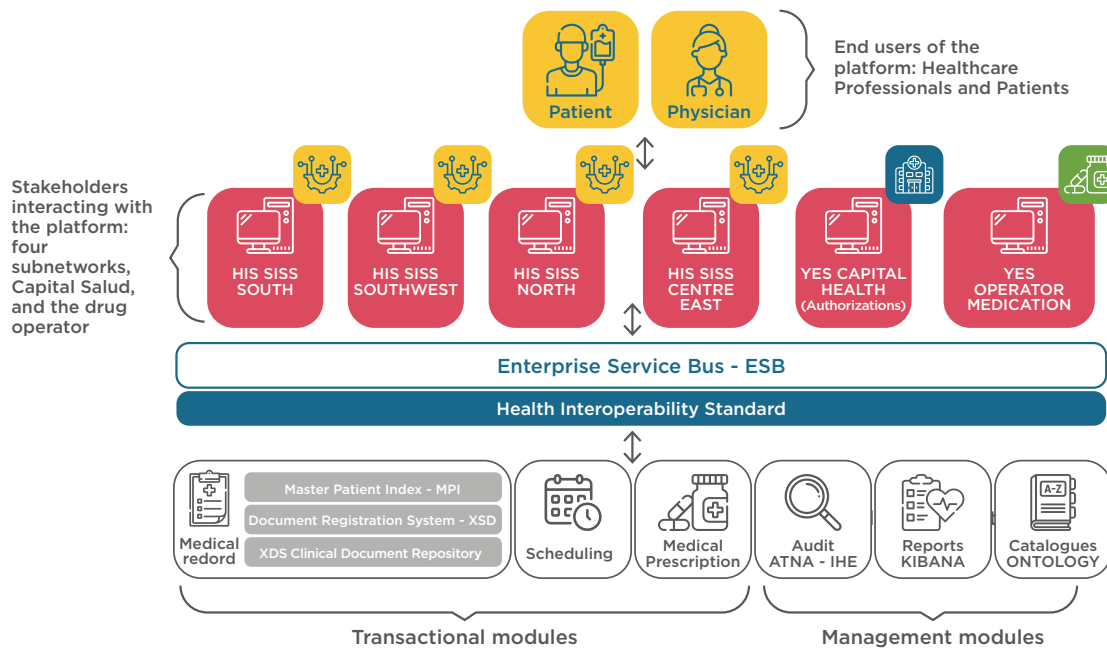 Patient
Physician
End users of the
platform: Healthcare
Professionals and Patients
Stakeholders
interacting with
the platform:
four
subnetworks,
Capital Salud,
and the drug
operator
HIS SISS
SOUTH
HIS SISS
SOUTHWEST
HIS SISS
NORTH
HIS SISS
CENTRE
EAST
YES CAPITAL
HEALTH
(Authorizations)
YES
OPERATOR
MEDICATION
Enterprise Service Bus - ESB
Health Interoperability Standard
Medical
redord
Master Patient Index - MPI
Document Registration System - XSD
XDS Clinical Document Repository
Scheduling
Medical
Prescription
Audit
ATNA - IHE
Reports
KIBANA
A-Z
Catalogues
ONTOLOGY
Transactional modules
Management modules